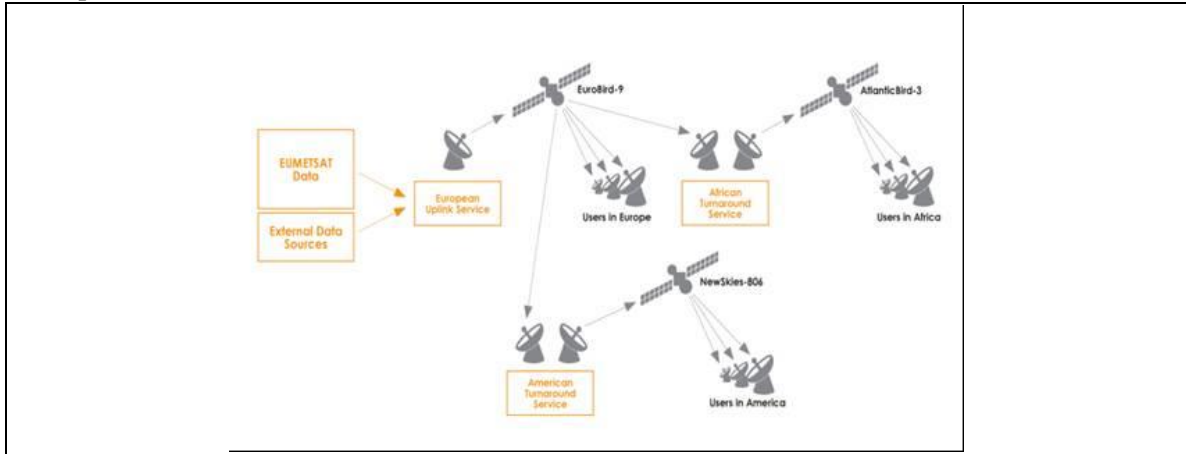 EuroBird-9
AtlanticBird-3
EUMETSAT
Data
European
Uplink Service
External Data
Sources
Users in Europe
African
Turnaround
Service
Users in Africa
NewSkies-806
American
Turnaround
Service
Users in America